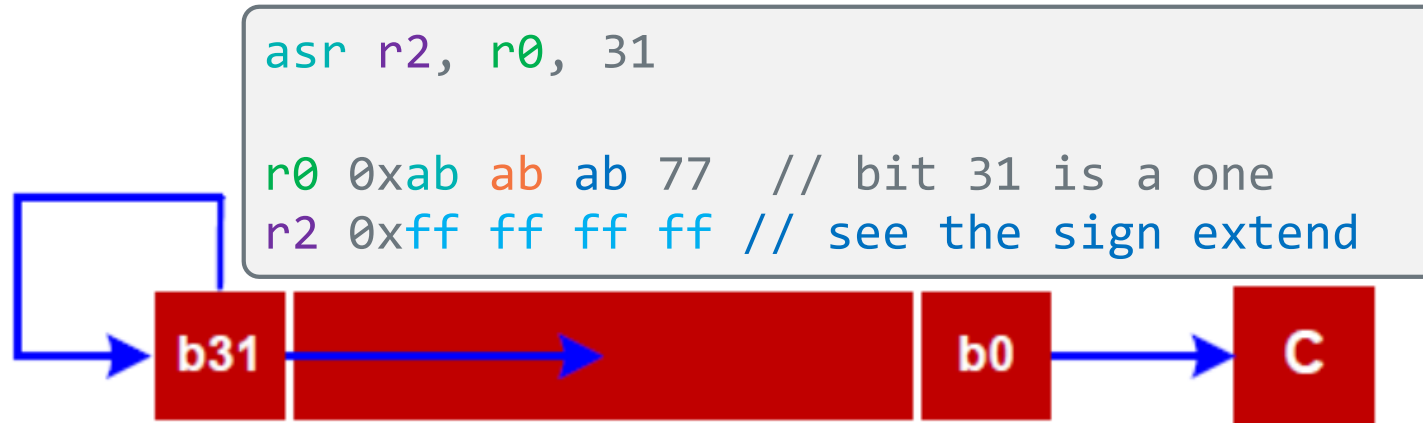 asr r2, r0, 31
r0 0xab ab ab 77 // bit 31 is a one
r2 0xff ff ff ff // see the sign extend
b31 b0 C